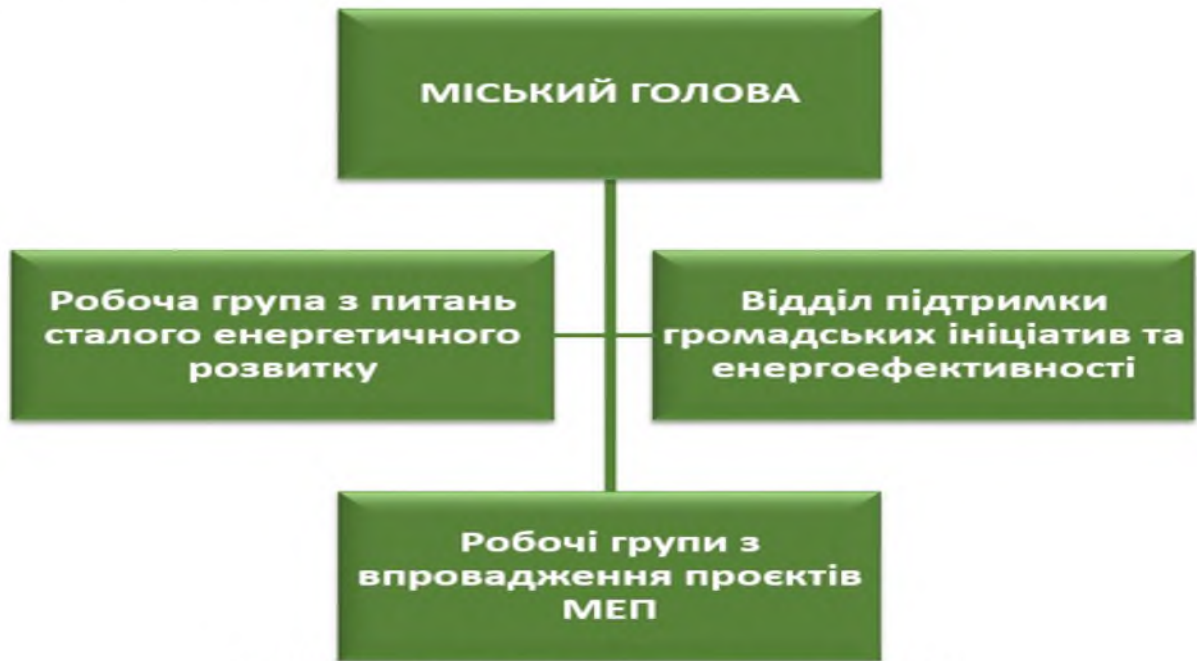 МІСЬКИЙ ГОЛОВА
Робоча група з питань
сталого енергетичного
розвитку
Відділ підтримки
громадських ініціатив та
енергоефективності
Робочі групи з
впровадження проєктів
МЕП